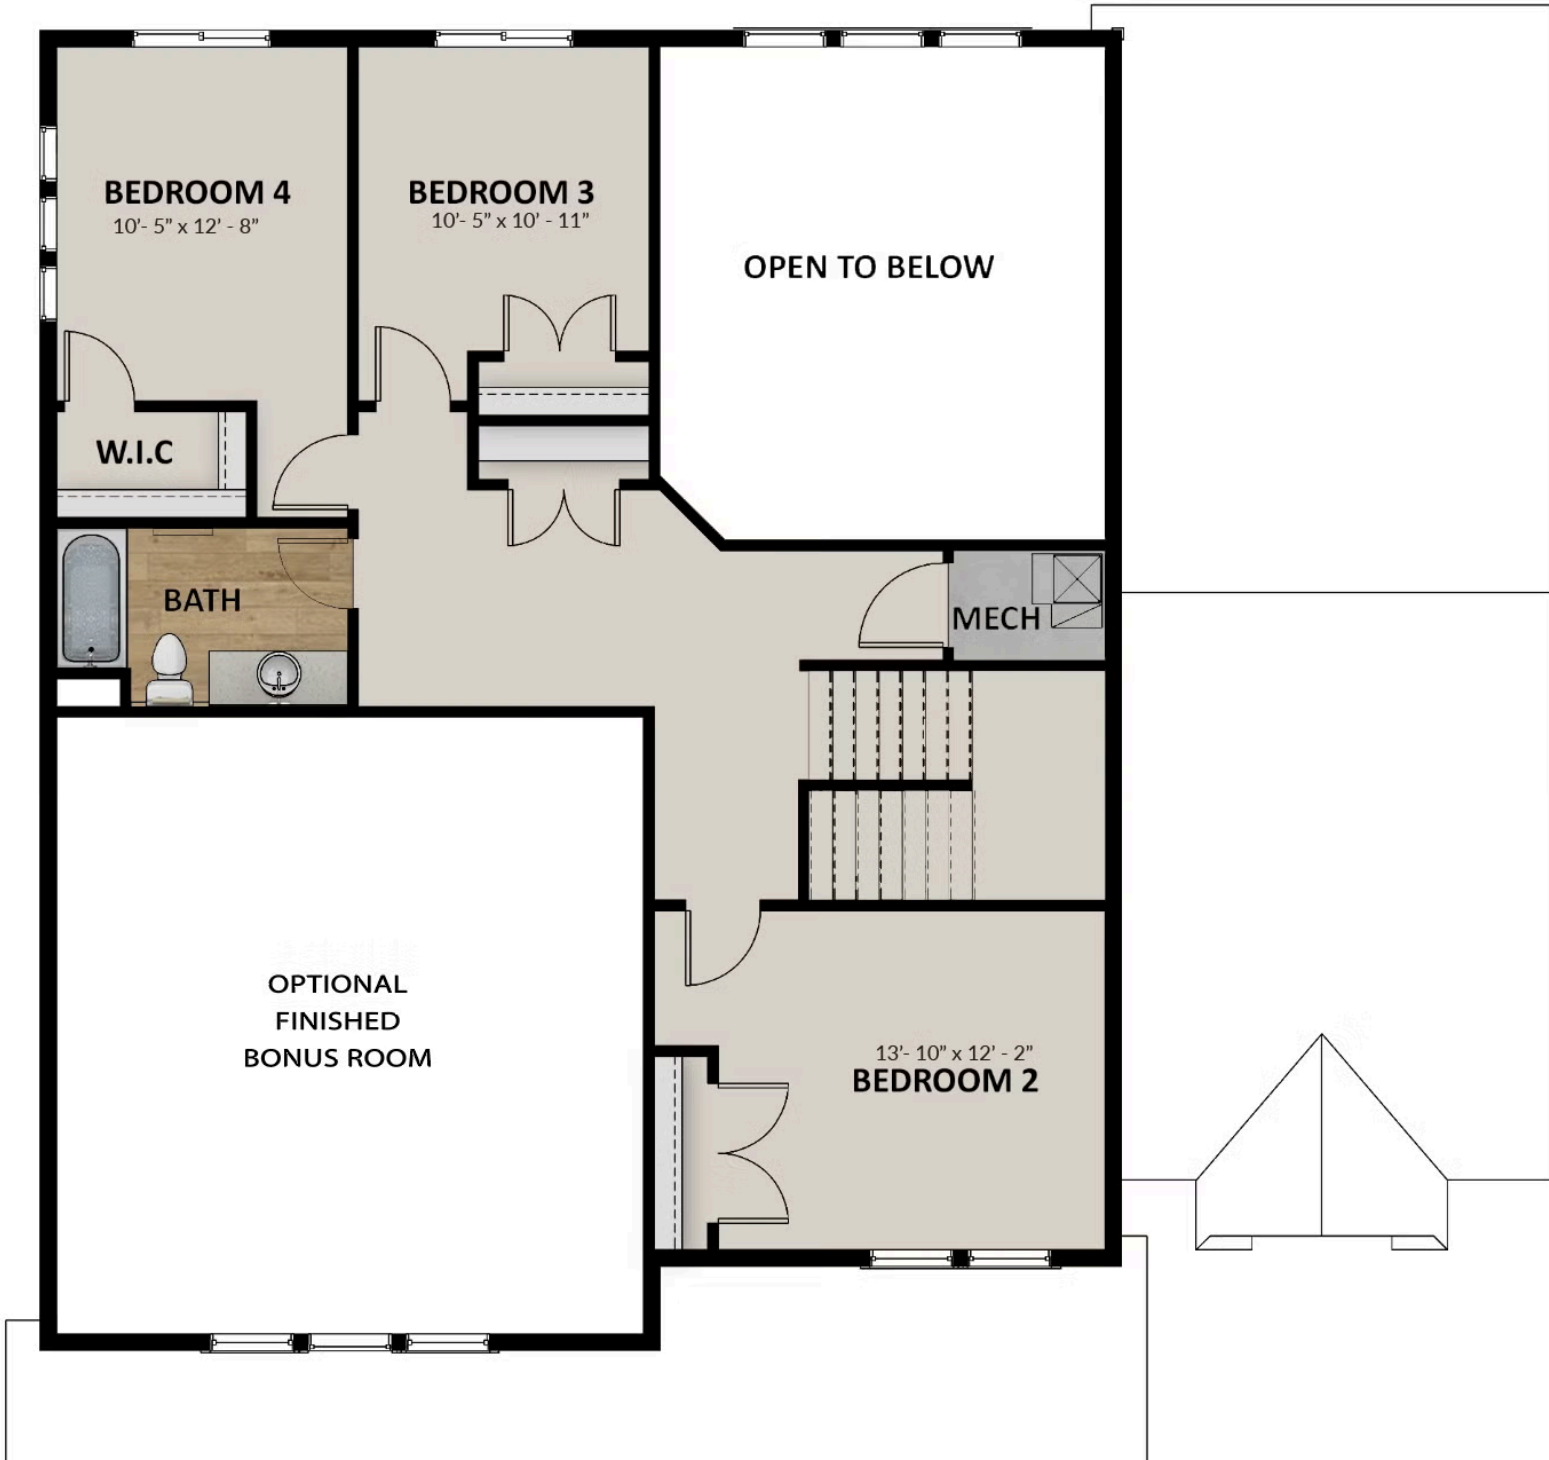 BEDROOM 4
10'- 5” x 12' - 8”
BEDROOM 3
10'- 5” x 10' - 11”
OPEN TO BELOW
W.I.C
BATH
MECH
OPTIONAL
FINISHED
BONUS ROOM
13'- 10” x 12' - 2”
BEDROOM 2